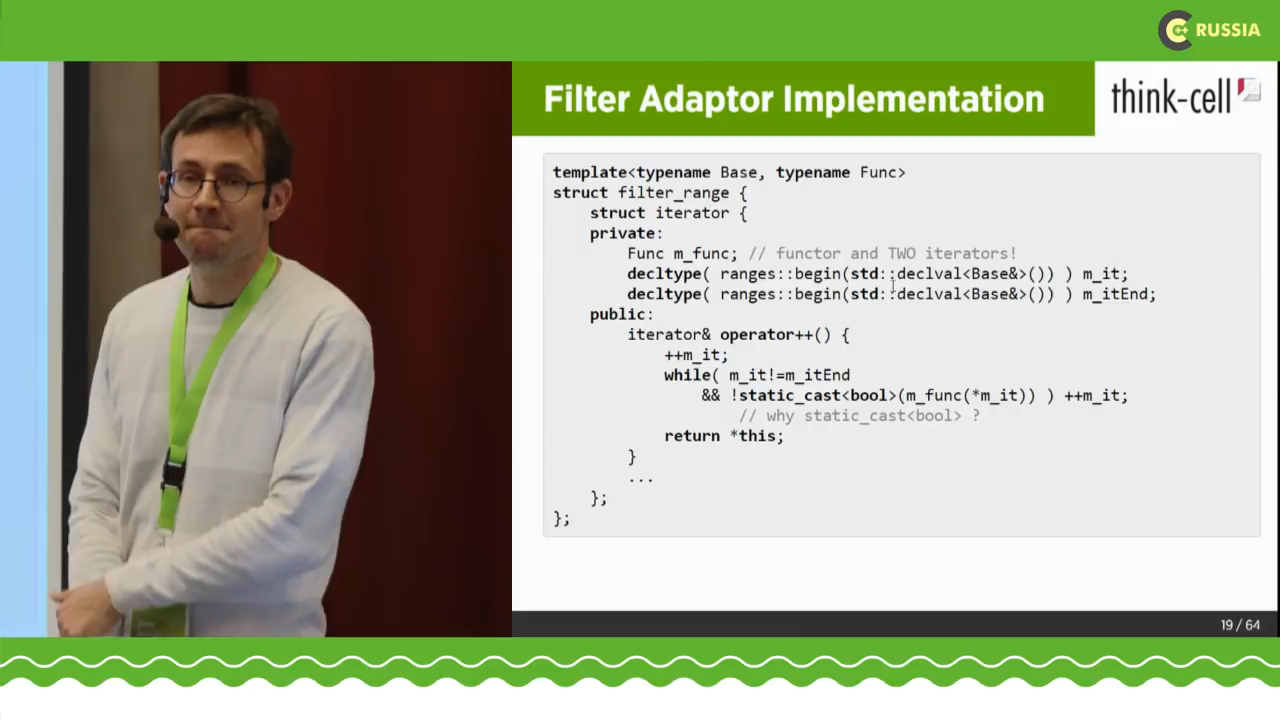 C++ RUSSIA
Filter Adaptor Implementation
think-cell
template<typename Base, typename Func>
struct filter_range {
    struct iterator {
    private:
        Func m_func; // functor and TWO iterators!
        decltype( ranges::begin(std::declval<Base&>()) ) m_it;
        decltype( ranges::begin(std::declval<Base&>()) ) m_itEnd;
    public:
        iterator& operator++() {
            ++m_it;
            while( m_it!=m_itEnd
                && !static_cast<bool>(m_func(*m_it)) ) ++m_it;
                    // why static_cast<bool> ?
            return *this;
        }
        ...
    };
};
19 / 64